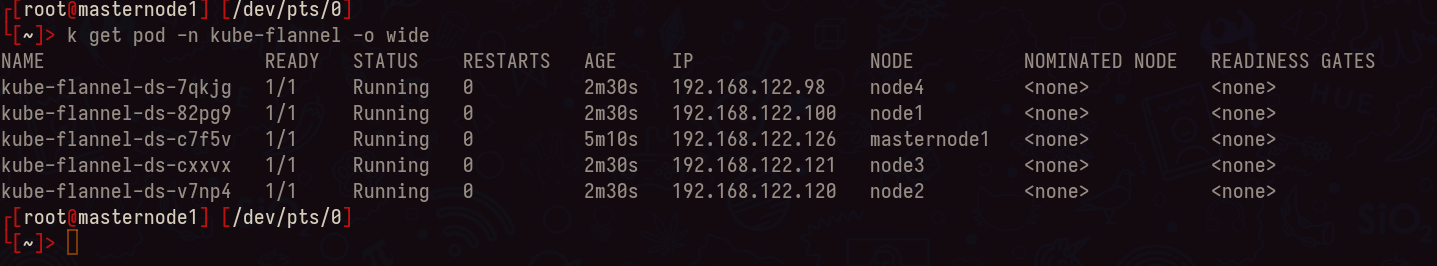 ┌[root@masternode1] [/dev/pts/0]
└[~]> k get pod -n kube-flannel -o wide
NAME                    READY   STATUS    RESTARTS   AGE     IP                NODE          NOMINATED NODE   READINESS GATES
kube-flannel-ds-7qkjg   1/1     Running   0          2m30s   192.168.122.98    node4         <none>           <none>
kube-flannel-ds-82pg9   1/1     Running   0          2m30s   192.168.122.100   node1         <none>           <none>
kube-flannel-ds-c7f5v   1/1     Running   0          5m10s   192.168.122.126   masternode1   <none>           <none>
kube-flannel-ds-cxxvx   1/1     Running   0          2m30s   192.168.122.121   node3         <none>           <none>
kube-flannel-ds-v7np4   1/1     Running   0          2m30s   192.168.122.120   node2         <none>           <none>
┌[root@masternode1] [/dev/pts/0]
└[~]>
HUE
SiO2